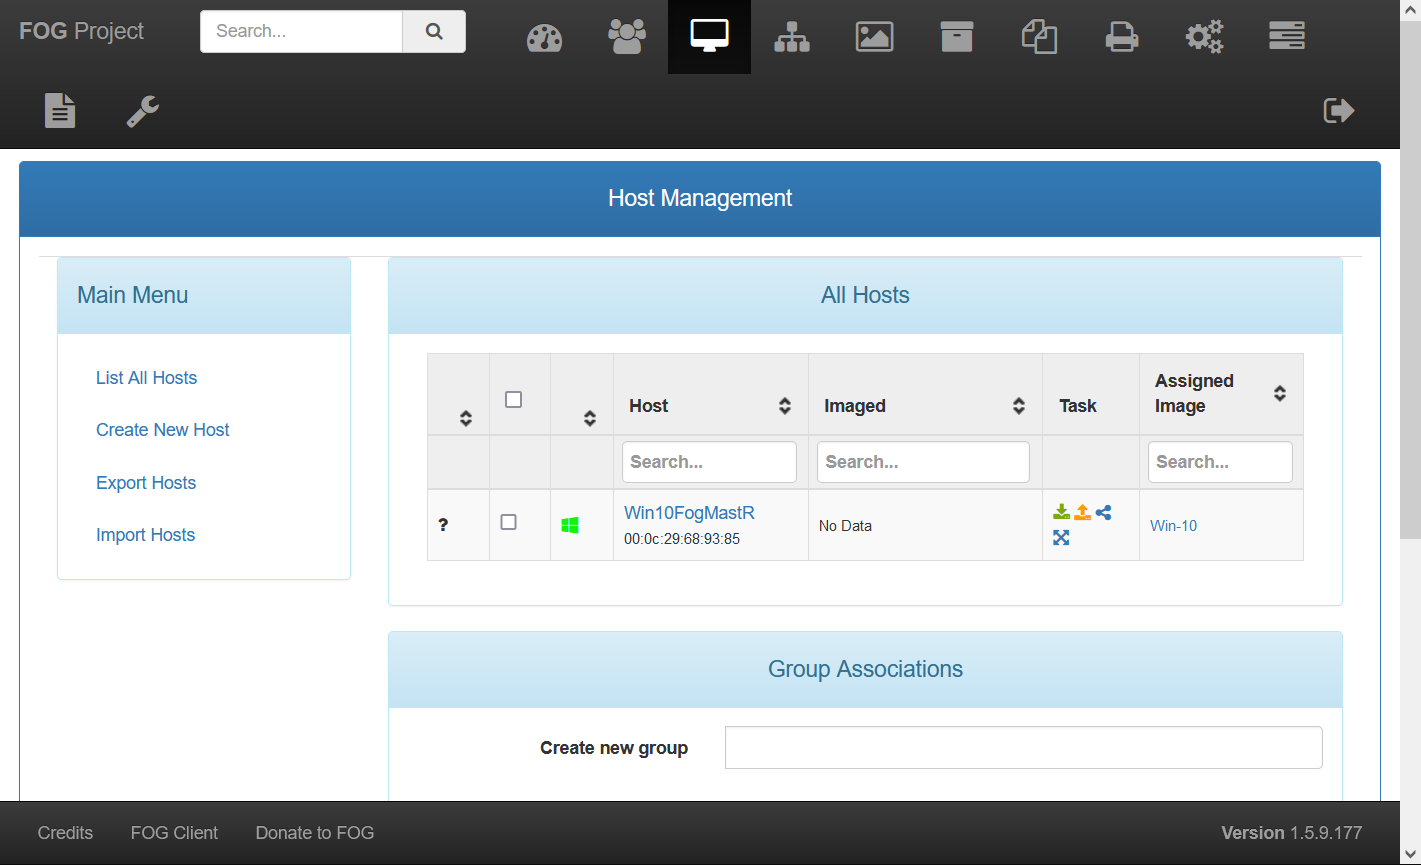 FOG Project
Search...
Host Management
Main Menu
List All Hosts
Create New Host
Export Hosts
Import Hosts
All Hosts
Host
Imaged
Task
Assigned
Image
Search...
Search...
Search...
?
Win10FogMastR
00:0c:29:68:93:85
No Data
Win-10
Group Associations
Create new group
Credits
FOG Client
Donate to FOG
Version 1.5.9.177